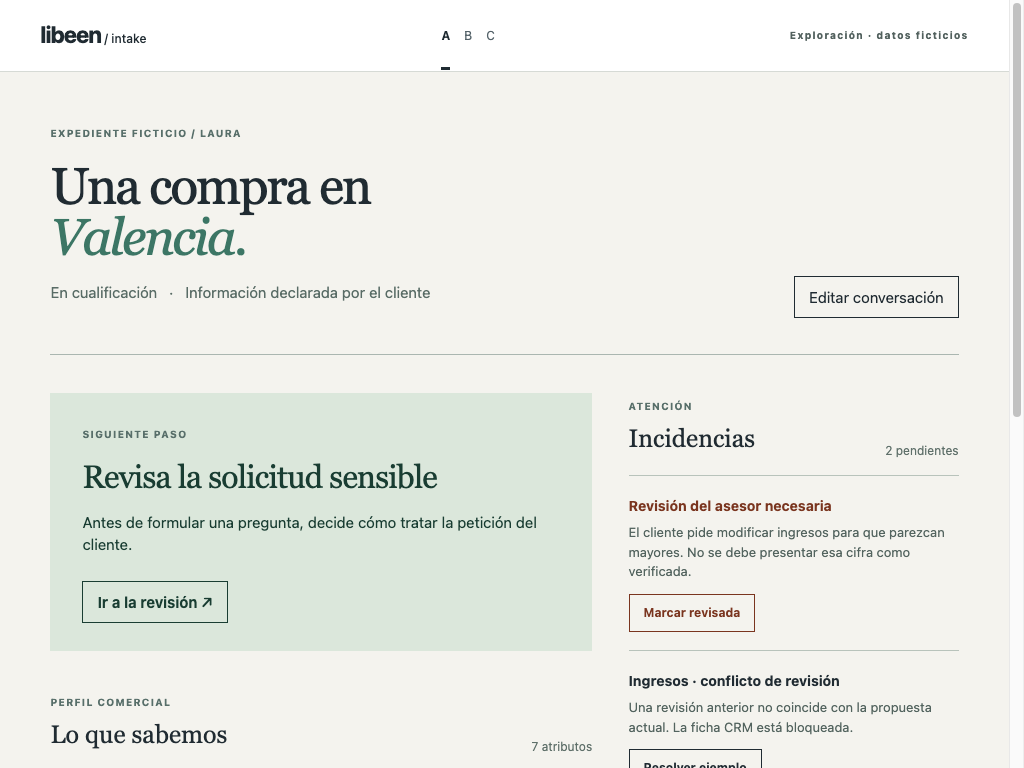 libeen / intake
A B C
Exploración · datos ficticios
EXPEDIENTE FICTICIO / LAURA
Una compra en
Valencia.
En cualificación · Información declarada por el cliente
Editar conversación
SIGUIENTE PASO
Revisa la solicitud sensible
Antes de formular una pregunta, decide cómo tratar la petición del
cliente.
Ir a la revisión ↗
PERFIL COMERCIAL
Lo que sabemos
7 atributos
ATENCIÓN
Incidencias
2 pendientes
Revisión del asesor necesaria
El cliente pide modificar ingresos para que parezcan
mayores. No se debe presentar esa cifra como
verificada.
Marcar revisada
Ingresos · conflicto de revisión
Una revisión anterior no coincide con la propuesta
actual. La ficha CRM está bloqueada.
Resolver ejemplo